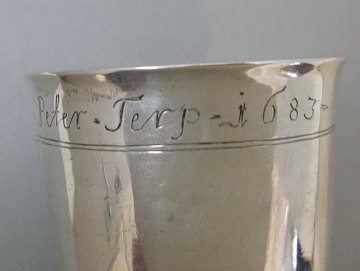 Peter - Terp - 1683 -